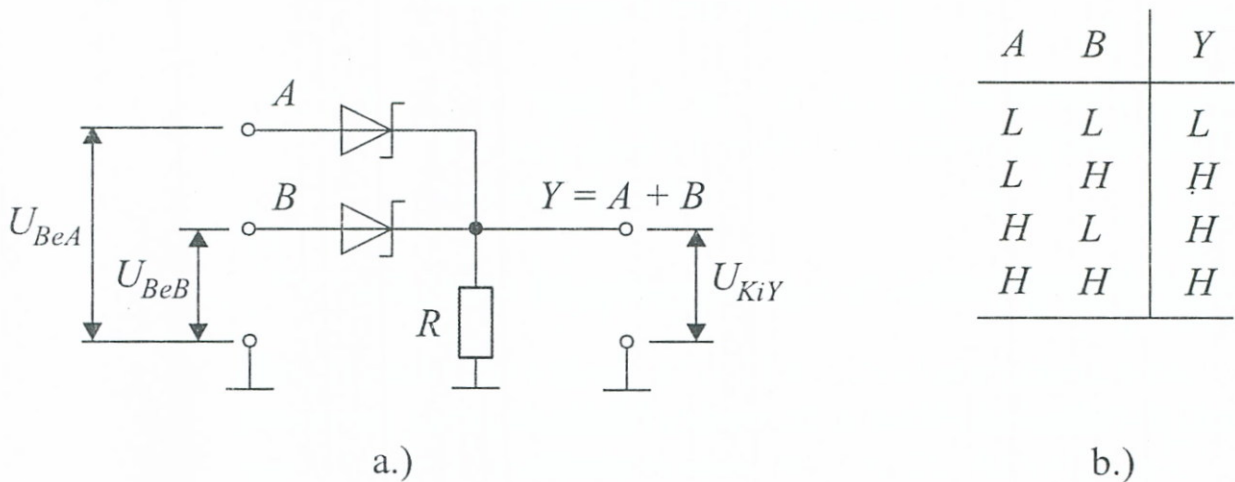 A
B
Y = A + B
U_BeA
U_BeB
U_KiY
R
a.)
A B Y
L L L
L H H
H L H
H H H
b.)